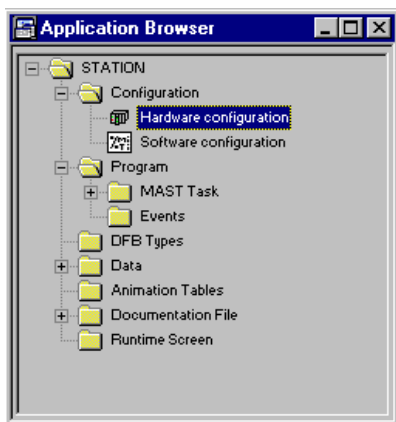 Application Browser
STATION
Configuration
Hardware configuration
Software configuration
Program
MAST Task
Events
DFB Types
Data
Animation Tables
Documentation File
Runtime Screen